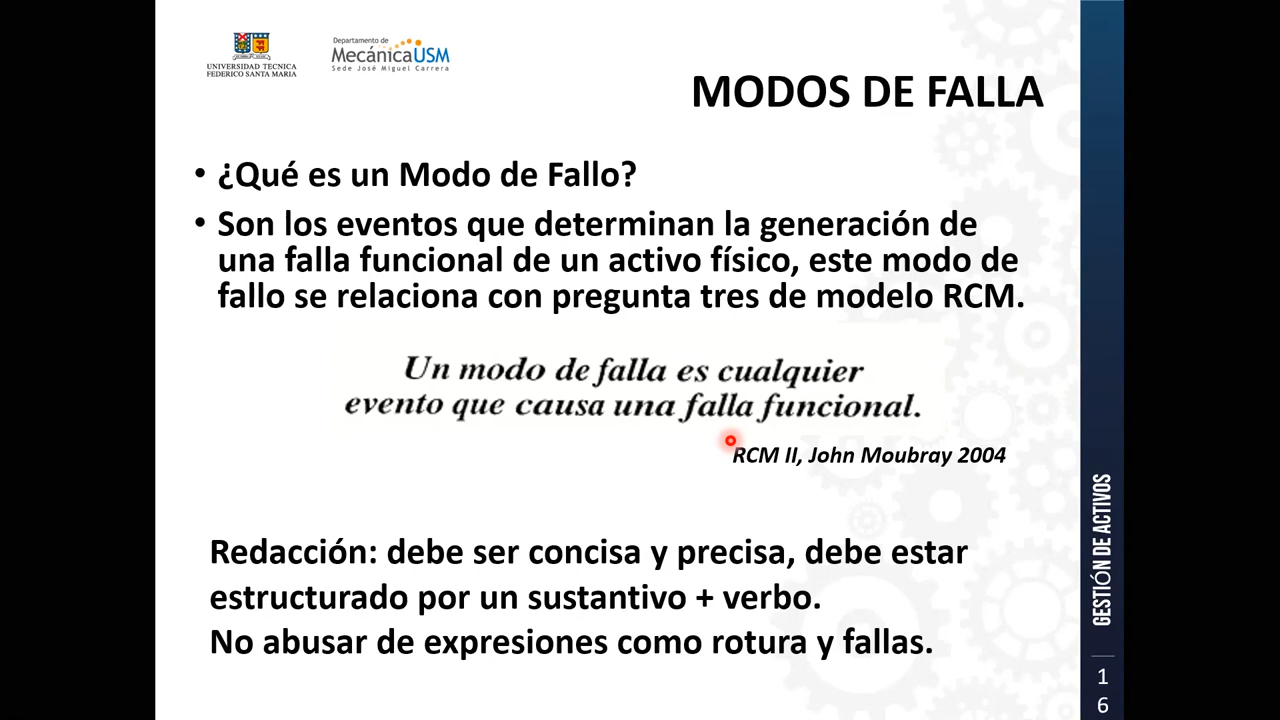 UNIVERSIDAD TECNICA
FEDERICO SANTA MARIA
Departamento de
MecánicaUSM
Sede José Miguel Carrera
MODOS DE FALLA
• ¿Qué es un Modo de Fallo?
• Son los eventos que determinan la generación de
una falla funcional de un activo físico, este modo de
fallo se relaciona con pregunta tres de modelo RCM.
Un modo de falla es cualquier
evento que causa una falla funcional.
RCM II, John Moubray 2004
Redacción: debe ser concisa y precisa, debe estar
estructurado por un sustantivo + verbo.
No abusar de expresiones como rotura y fallas.
GESTIÓN DE ACTIVOS
1
6